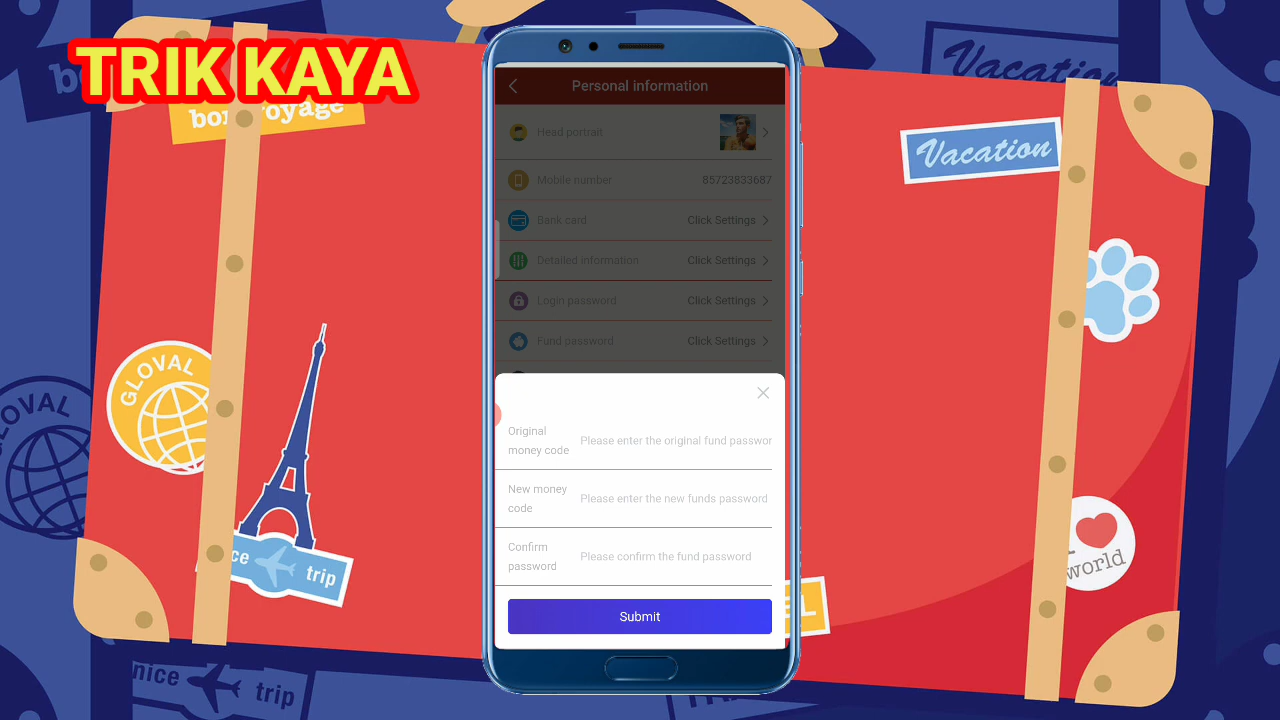 TRIK KAYA
bon voyage
Vacation
Vacation
Personal information
Head portrait
Mobile number 85723833687
Bank card Click Settings
Detailed information Click Settings
Login password Click Settings
Fund password Click Settings
Original money code Please enter the original fund passwor
New money code Please enter the new funds password
Confirm password Please confirm the fund password
Submit
GLOVAL
OVAL
ce trip
nice trip
world